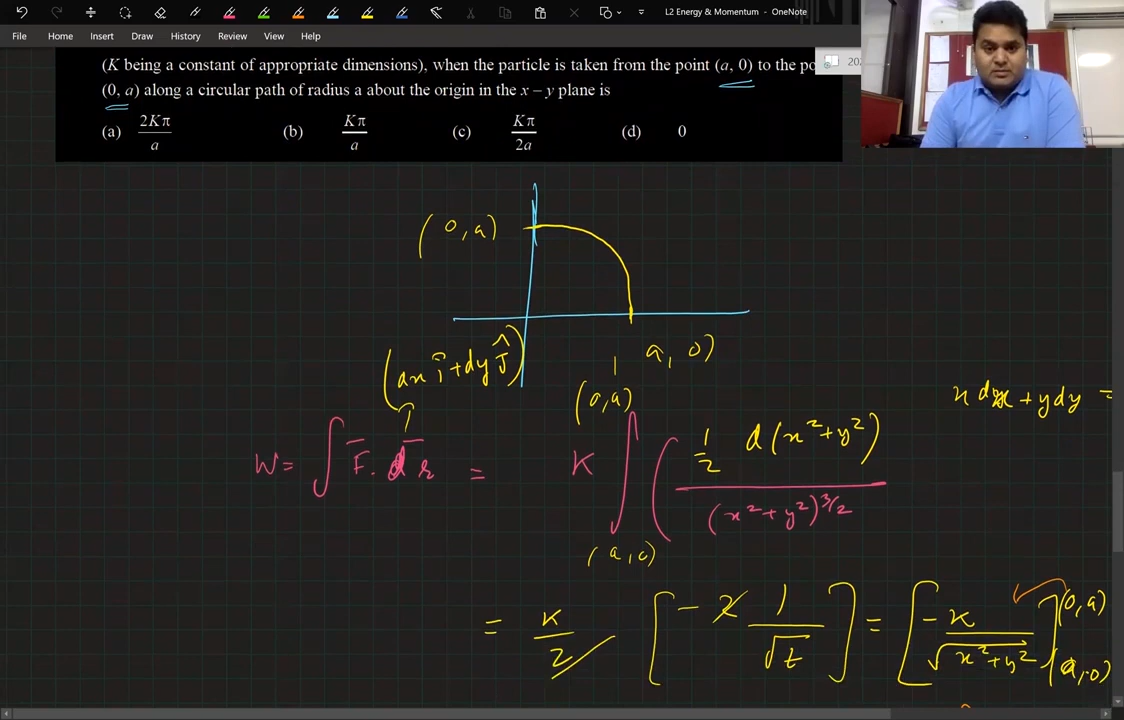 L2 Energy & Momentum - OneNote
File Home Insert Draw History Review View Help
(K being a constant of appropriate dimensions), when the particle is taken from the point (a, 0) to the po
(0, a) along a circular path of radius a about the origin in the x – y plane is
(a) 2Kπ/a (b) Kπ/a (c) Kπ/2a (d) 0
(0, a)
a, 0)
(dx î + dy ĵ)
x dx + y dy =
W = ∫ F̄. d r̄ = K ∫ (a,0) (0,a) ( 1/2 d(x²+y²) / (x²+y²)^3/2
= K/2 [ -2 1/√t ] = [ -K/√x²+y² ] (0,a) (a,0)